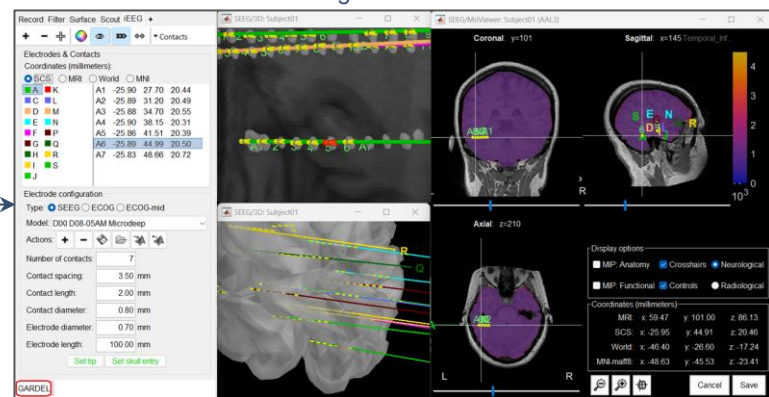 Record Filter Surface Scout iEEG +
Contacts
Electrodes & Contacts
Coordinates (millimeters):
SCS MRI World MNI
A K
C L
D M
E N
F P
G Q
H R
I S
J
A1 -25.90 27.70 20.44
A2 -25.89 31.20 20.49
A3 -25.88 34.70 20.55
A4 -25.90 38.15 20.31
A5 -25.86 41.51 20.39
A6 -25.89 44.99 20.50
A7 -25.83 48.66 20.72
Electrode configuration
Type: SEEG ECOG ECOG-mid
Model: DIXI D08-05AM Microdeep
Actions:
Number of contacts: 7
Contact spacing: 3.50 mm
Contact length: 2.00 mm
Contact diameter: 0.80 mm
Electrode diameter: 0.70 mm
Electrode length: 100.00 mm
Set tip Set skull entry
GARDEL
SEEG/3D: Subject01
SEEG/3D: Subject01
R
Q
SEEG/MriViewer: Subject01 (AAL3)
Coronal: y=101
Sagittal: x=145 Temporal_Inf...
S E N
D R
J
R
4
3
2
1
0
10³
Axial: z=210
L R
Display options
MIP: Anatomy Crosshairs Neurological
MIP: Functional Controls Radiological
Coordinates (millimeters)
MRI: x: 59.47 y: 101.00 z: 86.13
SCS: x: -25.95 y: 44.91 z: 20.46
World: x: -46.40 y: -26.60 z: -17.24
MNI-maff8: x: -48.63 y: -45.53 z: -23.41
Cancel Save